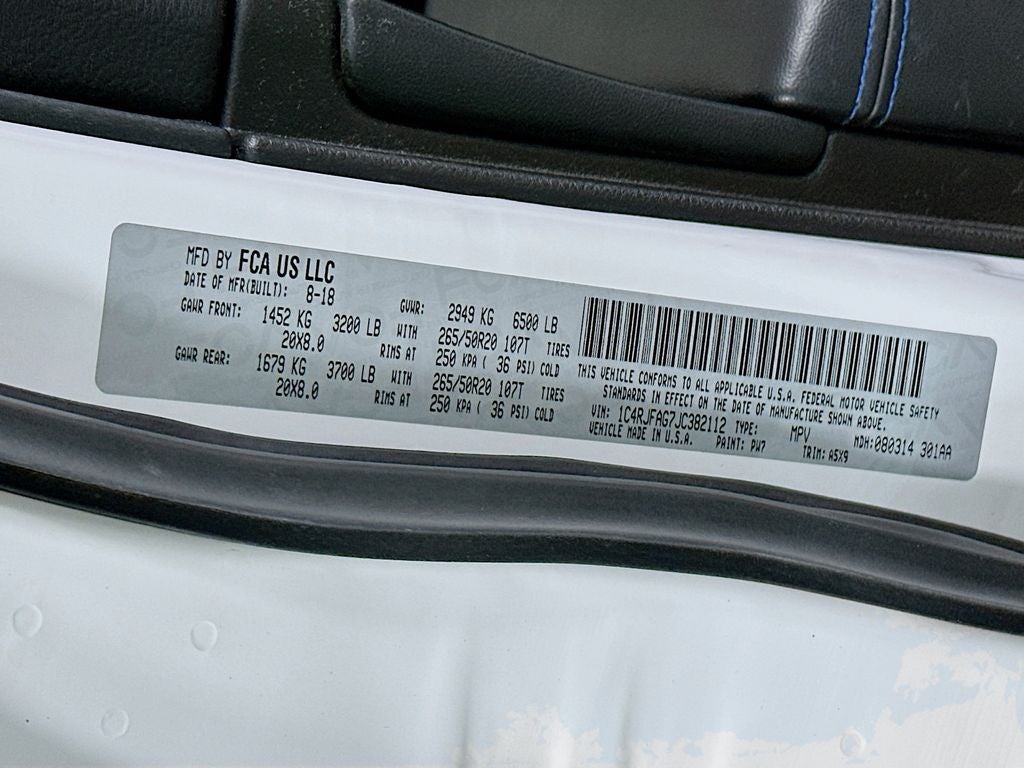 MFD BY FCA US LLC
DATE OF MFR(BUILT): 8-18 GVWR: 2949 KG 6500 LB
GAWR FRONT: 1452 KG 3200 LB WITH 265/50R20 107T TIRES
20X8.0 RIMS AT 250 KPA ( 36 PSI) COLD
GAWR REAR: 1679 KG 3700 LB WITH 265/50R20 107T TIRES
20X8.0 RIMS AT 250 KPA ( 36 PSI) COLD
THIS VEHICLE CONFORMS TO ALL APPLICABLE U.S.A. FEDERAL MOTOR VEHICLE SAFETY
STANDARDS IN EFFECT ON THE DATE OF MANUFACTURE SHOWN ABOVE.
VIN: 1C4RJFAG7JC382112 TYPE: MPV MDH:080314 301AA
VEHICLE MADE IN U.S.A. PAINT: PW7 TRIM: A5X9